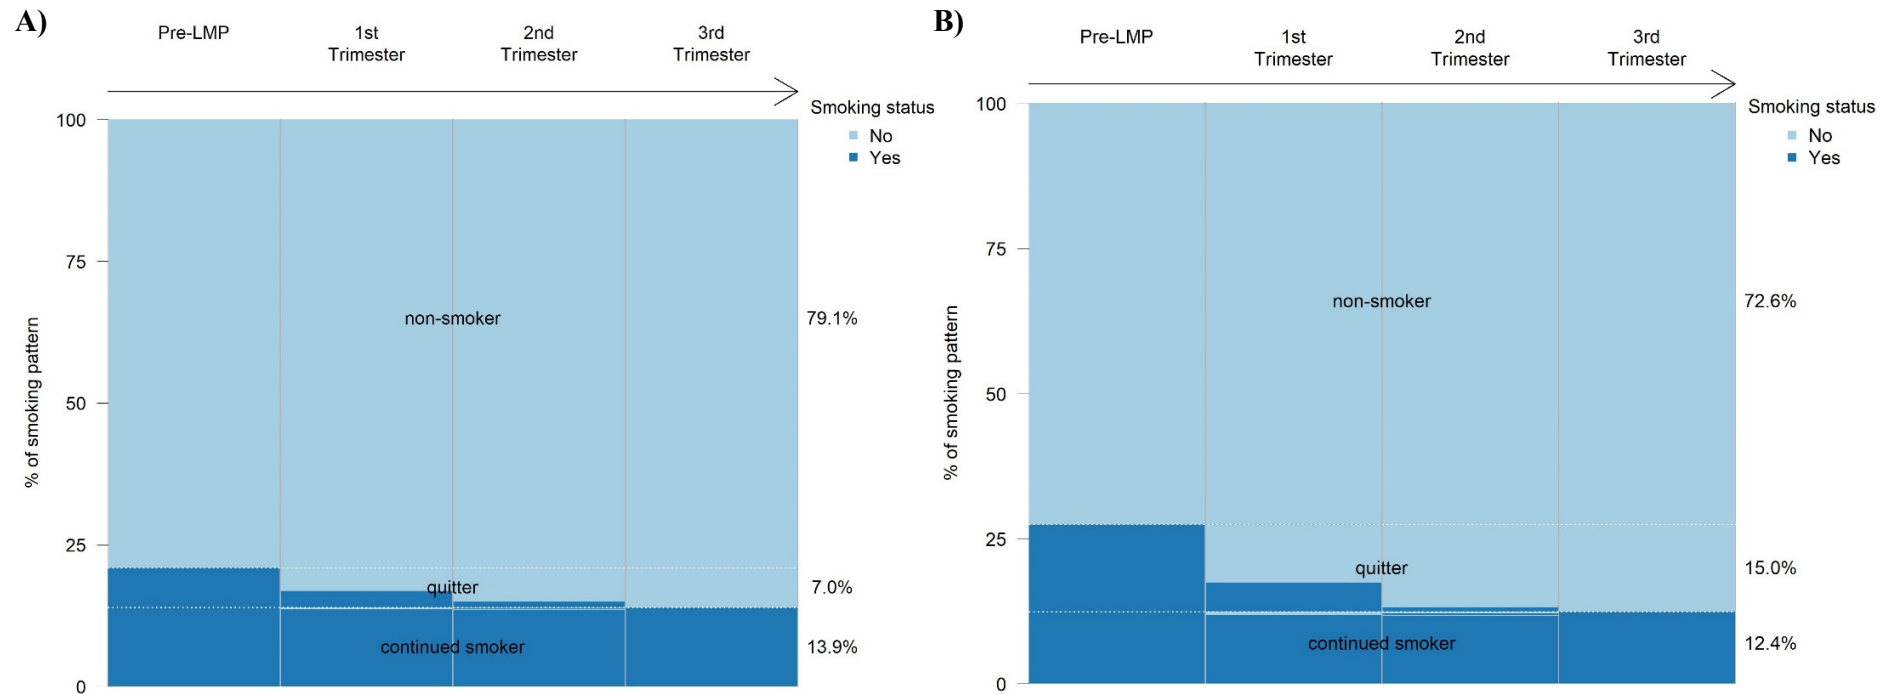 A)
Pre-LMP
1st
Trimester
2nd
Trimester
3rd
Trimester
Smoking status
No
Yes
% of smoking pattern
100
75
50
25
0
non-smoker
79.1%
quitter
7.0%
continued smoker
13.9%
B)
Pre-LMP
1st
Trimester
2nd
Trimester
3rd
Trimester
Smoking status
No
Yes
% of smoking pattern
100
75
50
25
0
non-smoker
72.6%
quitter
15.0%
continued smoker
12.4%